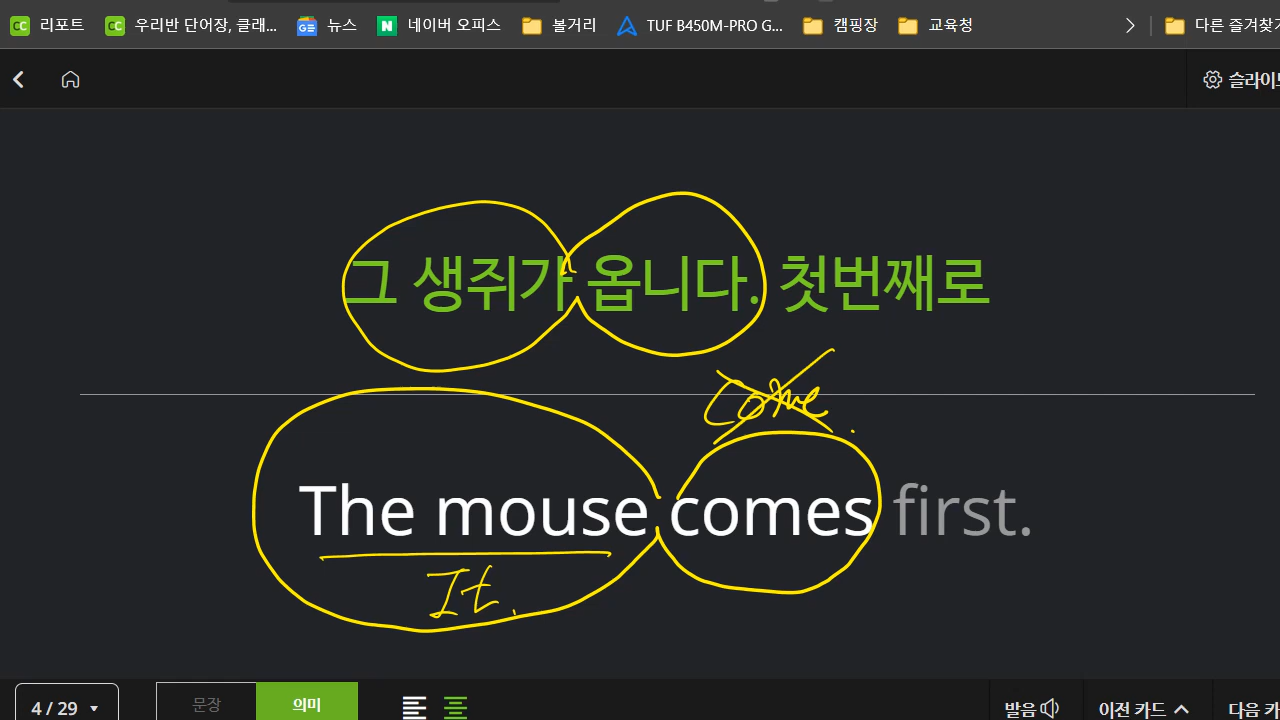 리포트 우리반 단어장, 클래... 뉴스 네이버 오피스 볼거리 TUF B450M-PRO G... 캠핑장 교육청 다른 즐겨찾기
슬라이드
그 생쥐가 옵니다. 첫번째로
come
The mouse comes first.
It
4 / 29 문장 의미 발음 이전 카드 다음 카